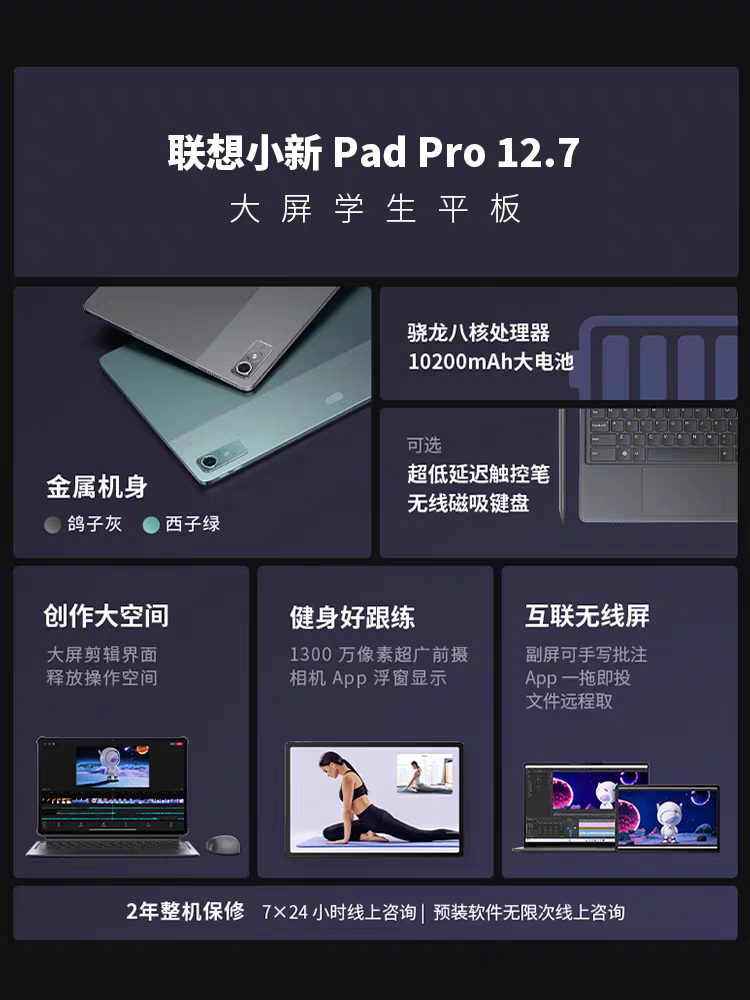 联想小新 Pad Pro 12.7
大屏学生平板
金属机身
鸽子灰 西子绿
骁龙八核处理器
10200mAh大电池
可选
超低延迟触控笔
无线磁吸键盘
创作大空间
大屏剪辑界面
释放操作空间
健身好跟练
1300 万像素超广前摄
相机 App 浮窗显示
互联无线屏
副屏可手写批注
App 一拖即投
文件远程取
2年整机保修 7×24 小时线上咨询 | 预装软件无限次线上咨询